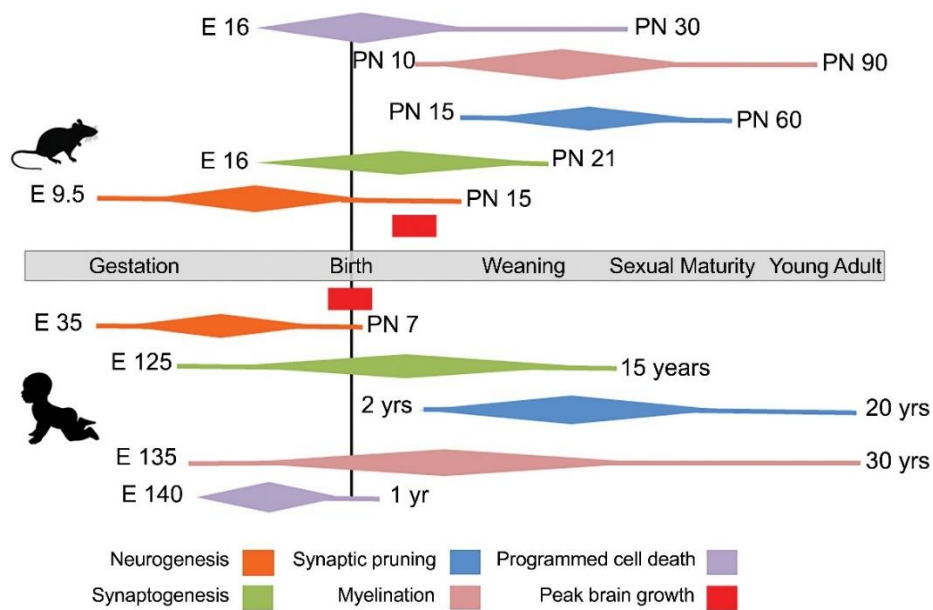 E 16 PN 30
PN 10 PN 90
PN 15 PN 60
E 16 PN 21
E 9.5 PN 15
Gestation Birth Weaning Sexual Maturity Young Adult
E 35 PN 7
E 125 15 years
2 yrs 20 yrs
E 135 30 yrs
E 140 1 yr
Neurogenesis Synaptic pruning Programmed cell death
Synaptogenesis Myelination Peak brain growth